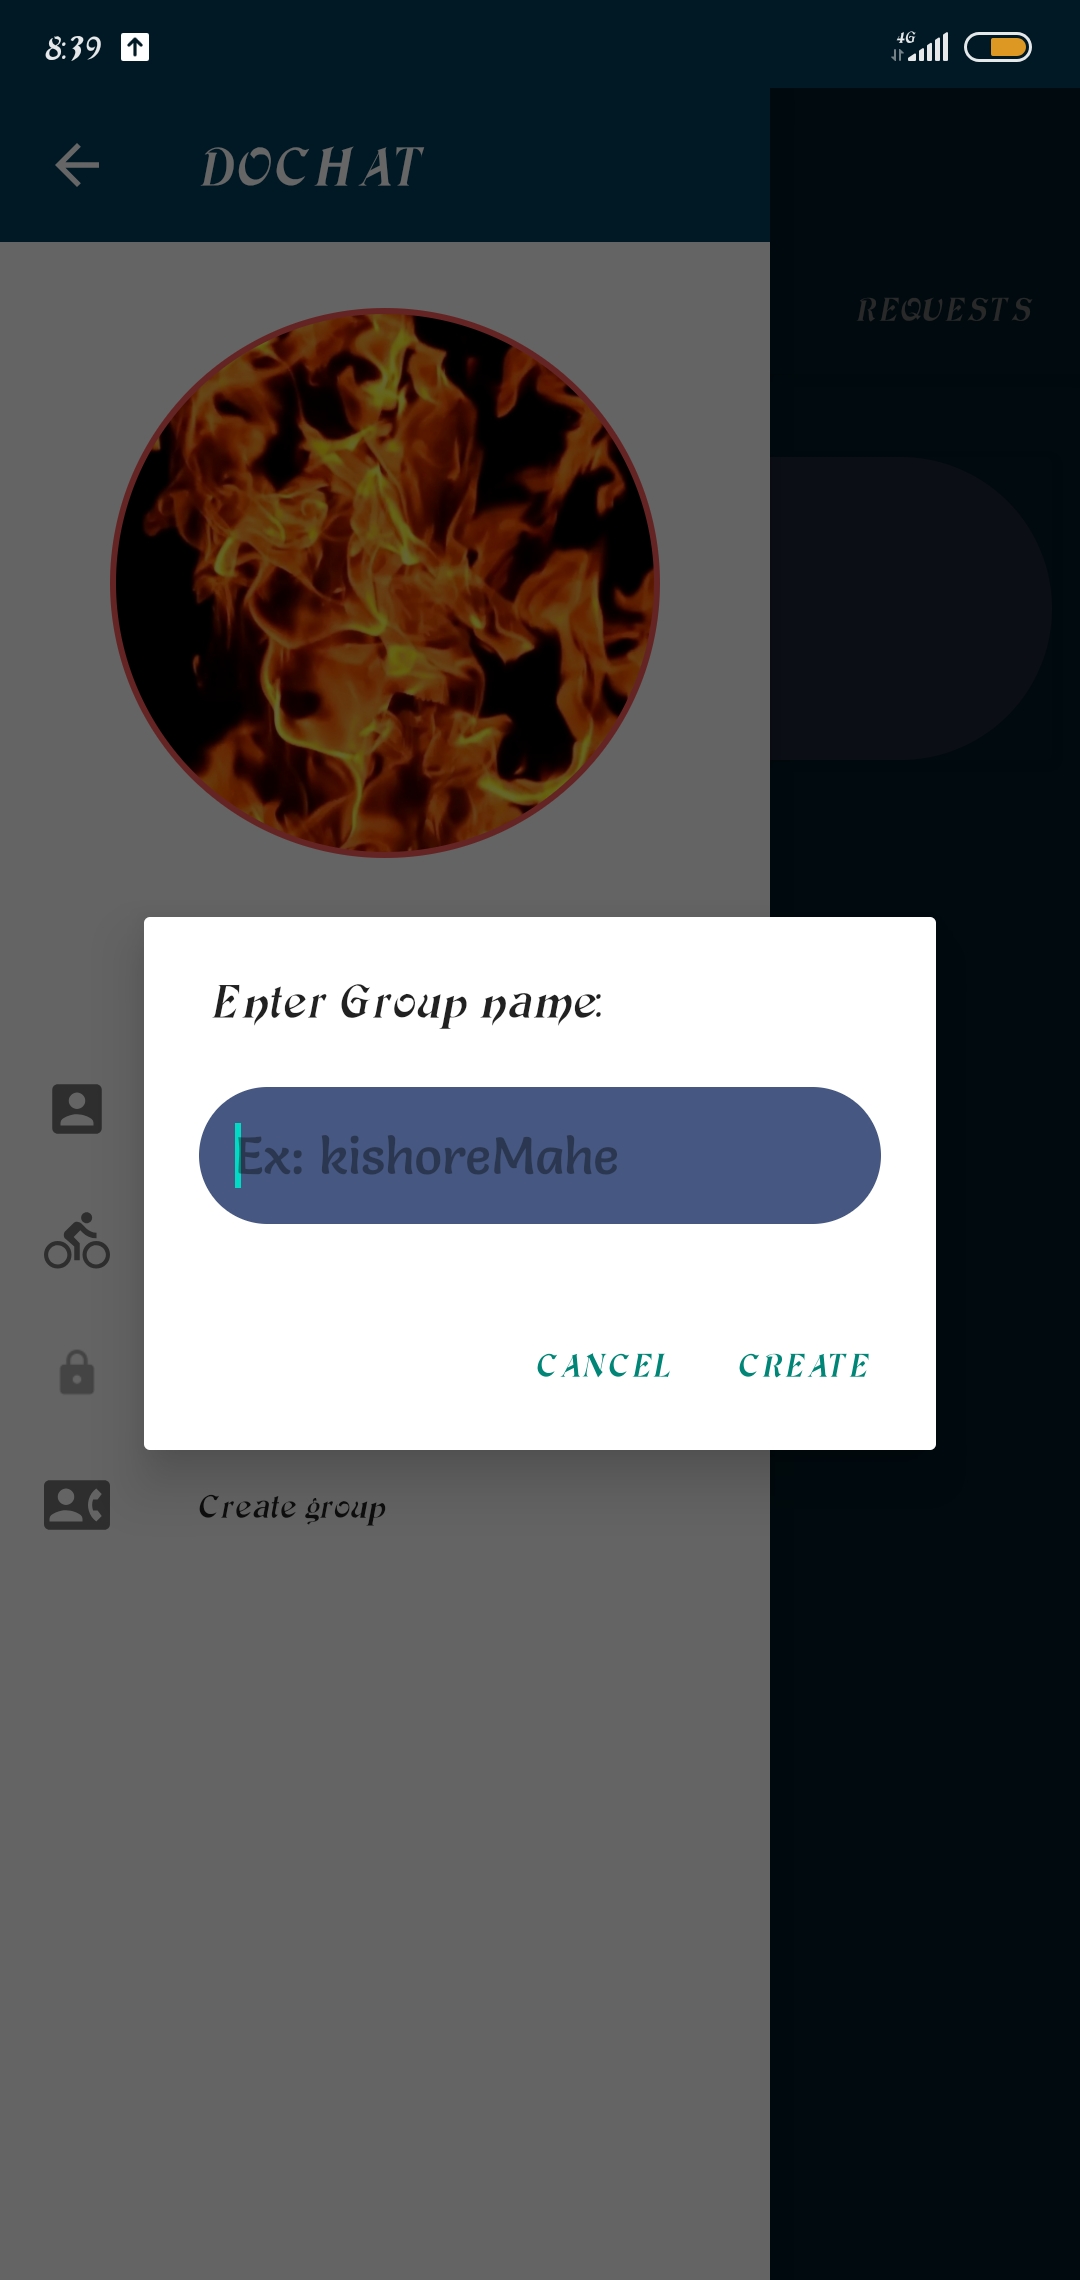 8:39
4G
DOCHAT
REQUESTS
Enter Group name:
Ex: kishoreMahe
CANCEL CREATE
Create group